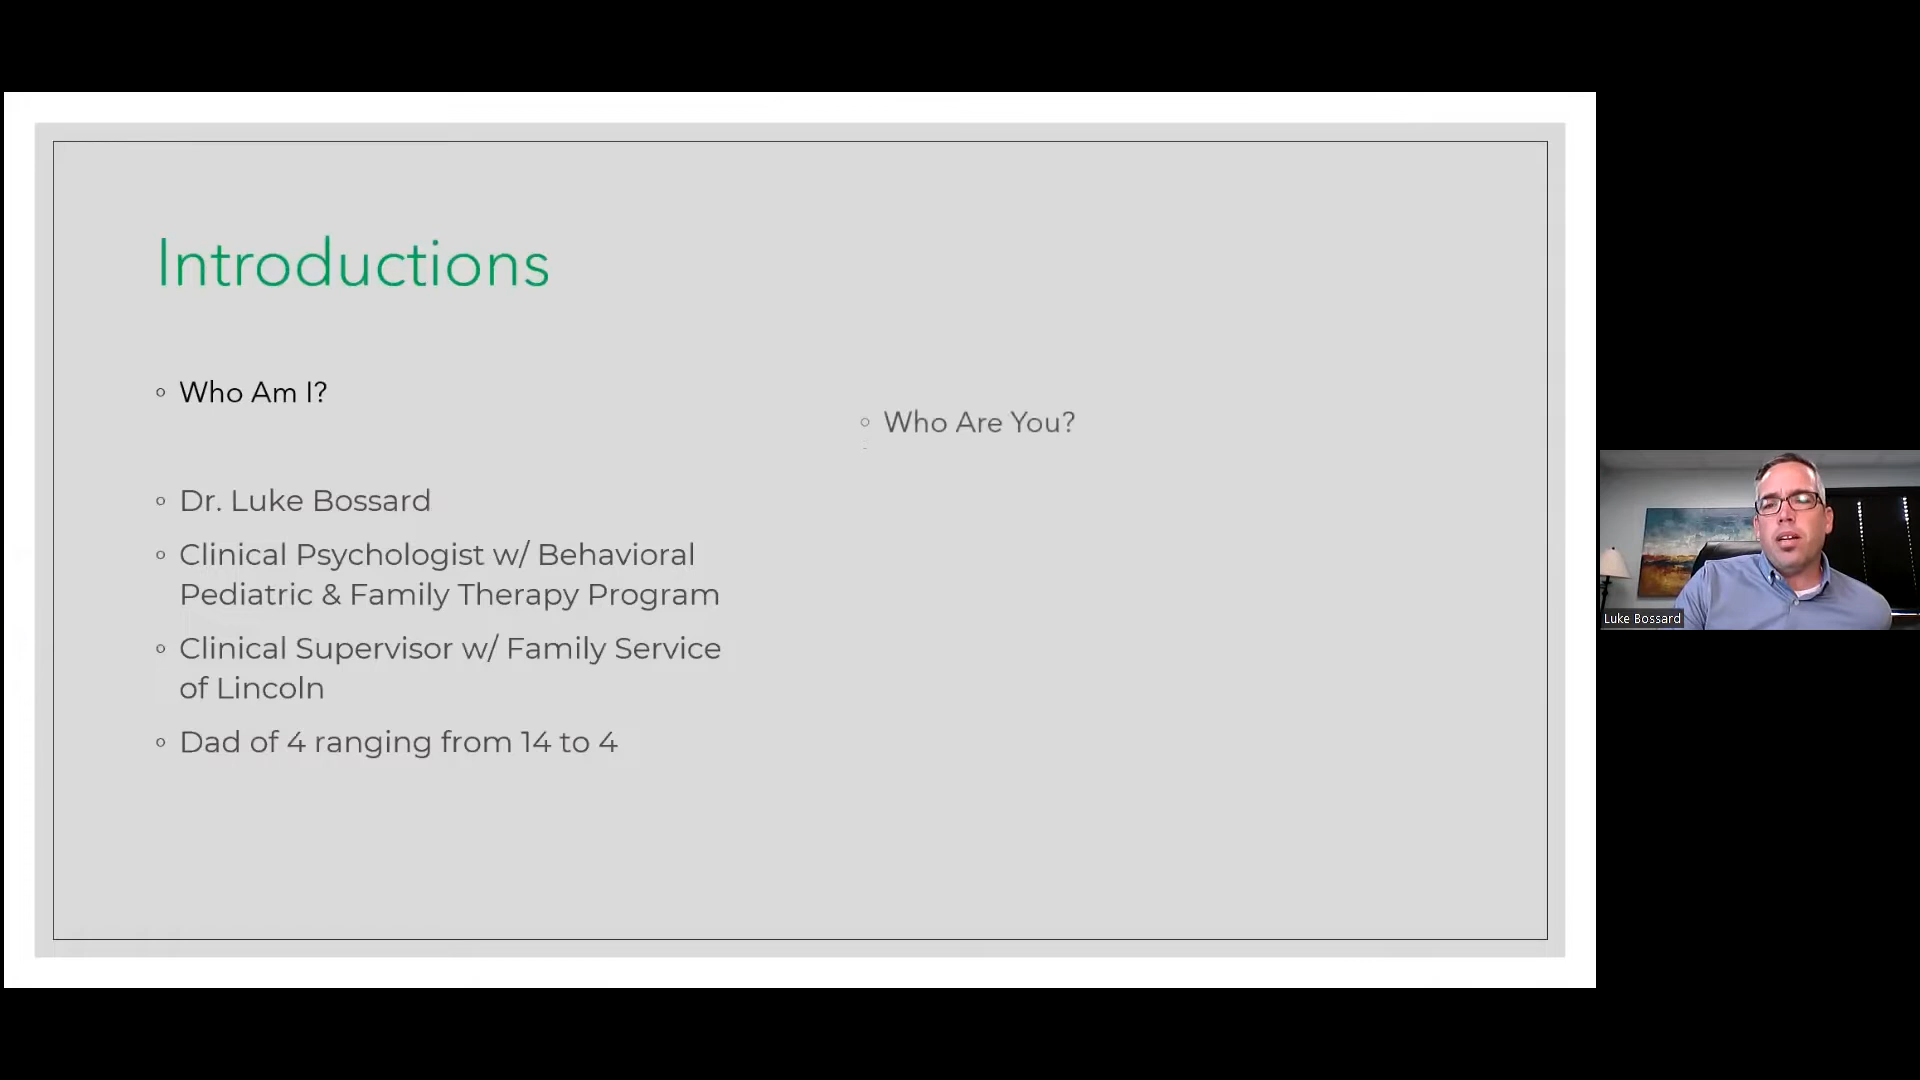 Introductions
Who Am I?
Dr. Luke Bossard
Clinical Psychologist w/ Behavioral
Pediatric & Family Therapy Program
Clinical Supervisor w/ Family Service
of Lincoln
Dad of 4 ranging from 14 to 4
Who Are You?
Luke Bossard